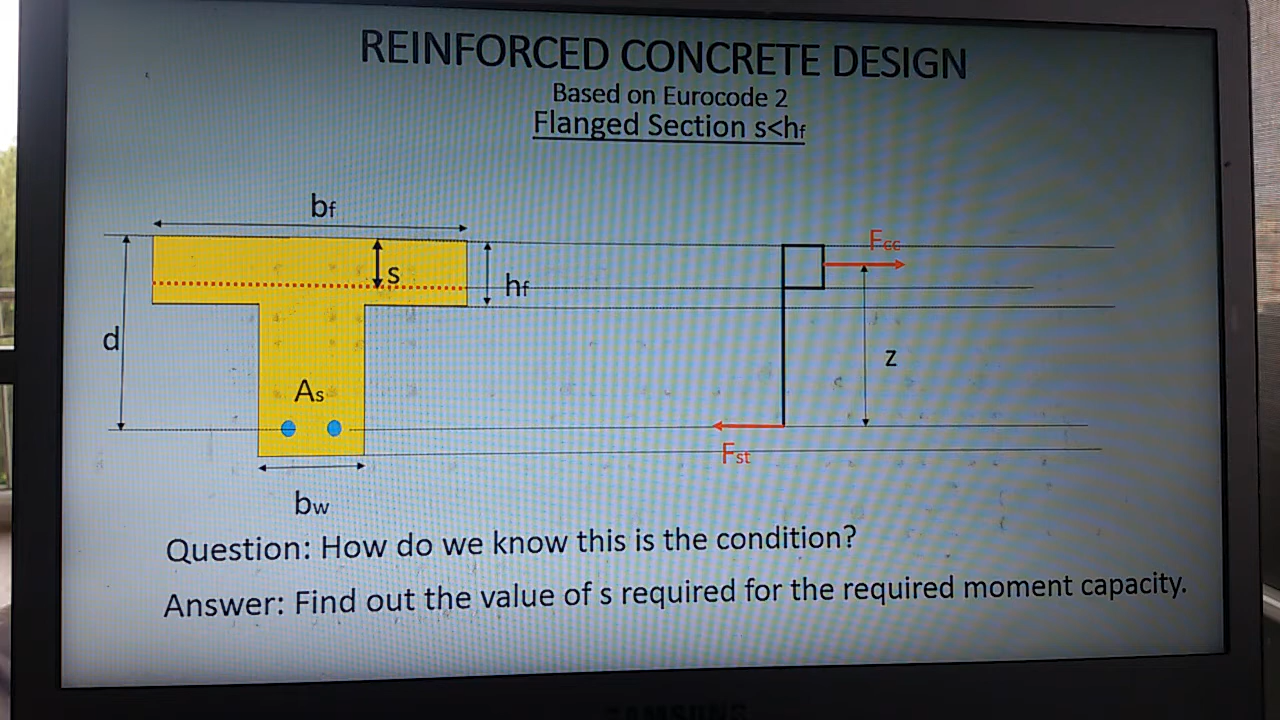 REINFORCED CONCRETE DESIGN
Based on Eurocode 2
Flanged Section s<hf
bf
s
hf
d
As
bw
Fcc
z
Fst
Question: How do we know this is the condition?
Answer: Find out the value of s required for the required moment capacity.
SAMSUNG